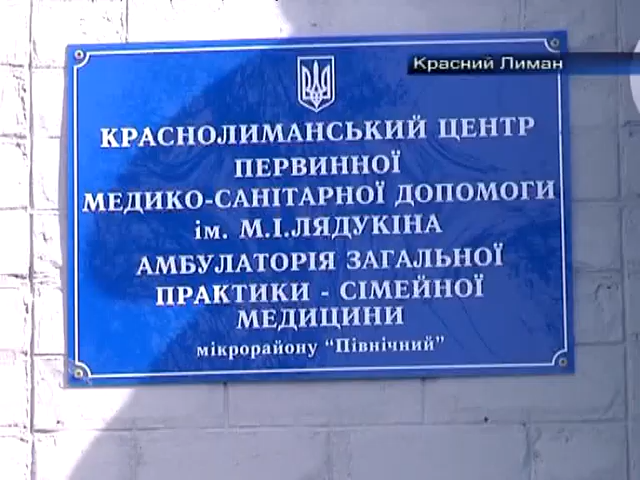 Красний Лиман
КРАСНОЛИМАНСЬКИЙ ЦЕНТР
ПЕРВИННОЇ
МЕДИКО-САНІТАРНОЇ ДОПОМОГИ
ім. М.І.ЛЯДУКІНА
АМБУЛАТОРІЯ ЗАГАЛЬНОЇ
ПРАКТИКИ - СІМЕЙНОЇ
МЕДИЦИНИ
мікрорайону "Північний"